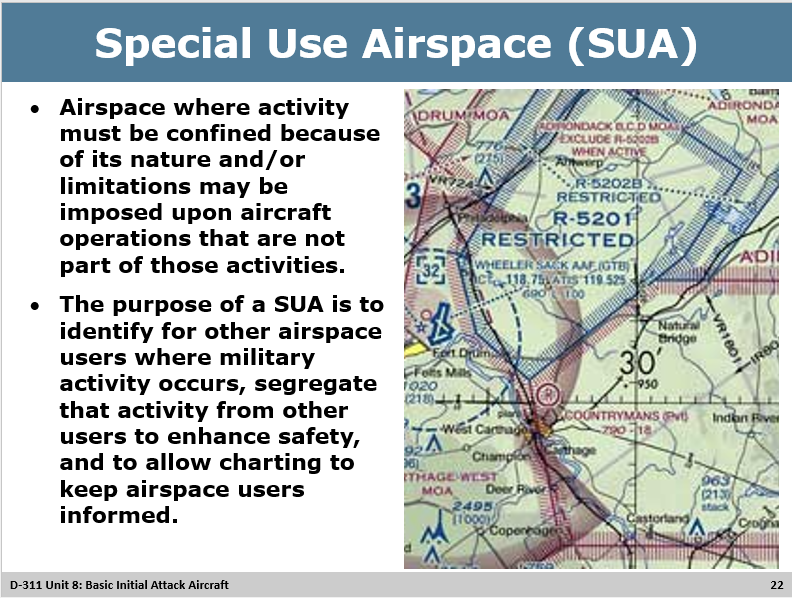 Special Use Airspace (SUA)
• Airspace where activity
must be confined because
of its nature and/or
limitations may be
imposed upon aircraft
operations that are not
part of those activities.
• The purpose of a SUA is to
identify for other airspace
users where military
activity occurs, segregate
that activity from other
users to enhance safety,
and to allow charting to
keep airspace users
informed.
DRUM MOA
ADIRONDA
MOA
ADIRONDACK B,C,D MOAs
EXCLUDE R-5202B
WHEN ACTIVE
776
(275)
Antwerp
VR724
R-5202B
RESTRICTED
3
Philadelphia
R-5201
RESTRICTED
32
WHEELER SACK AAF (GTB)
CT - 118.75 ATIS 119.525
690 L 100
ADI
Natural
Bridge
VR1801
IR80
Fort Drum
Felts Mills
30'
950
1020
(218)
R
COUNTRYMANS (Pvt)
790 - 18
Indian River
West Carthage
Carthage
Champion
RTHAGE WEST
MOA
Deer River
963
(213)
stack
2495
(1000)
Castorland
Crogha
Copenhagen
759
D-311 Unit 8: Basic Initial Attack Aircraft
22